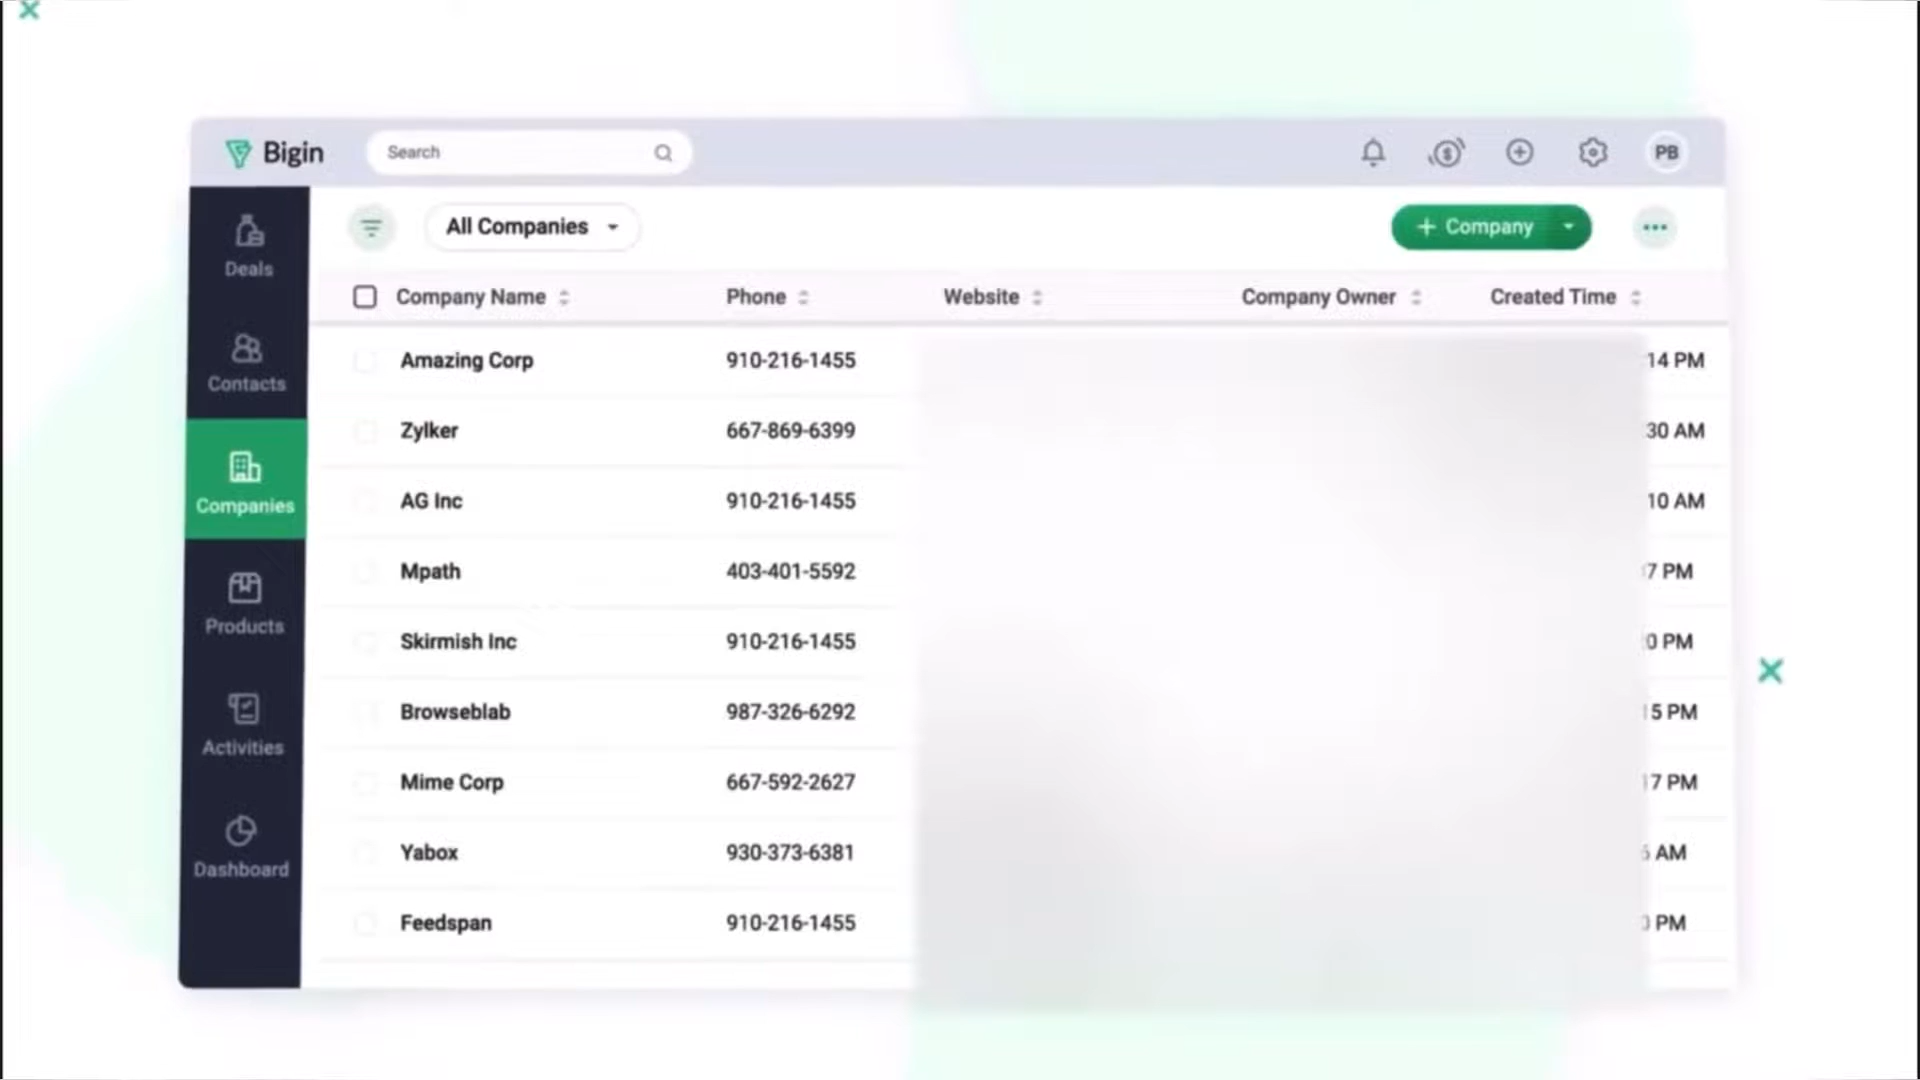 Bigin
Search
PB
Deals
Contacts
Companies
Products
Activities
Dashboard
All Companies
+ Company
Company Name Phone Website Company Owner Created Time
Amazing Corp 910-216-1455 14 PM
Zylker 667-869-6399 30 AM
AG Inc 910-216-1455 10 AM
Mpath 403-401-5592 7 PM
Skirmish Inc 910-216-1455 0 PM
Browseblab 987-326-6292 15 PM
Mime Corp 667-592-2627 17 PM
Yabox 930-373-6381 AM
Feedspan 910-216-1455 PM